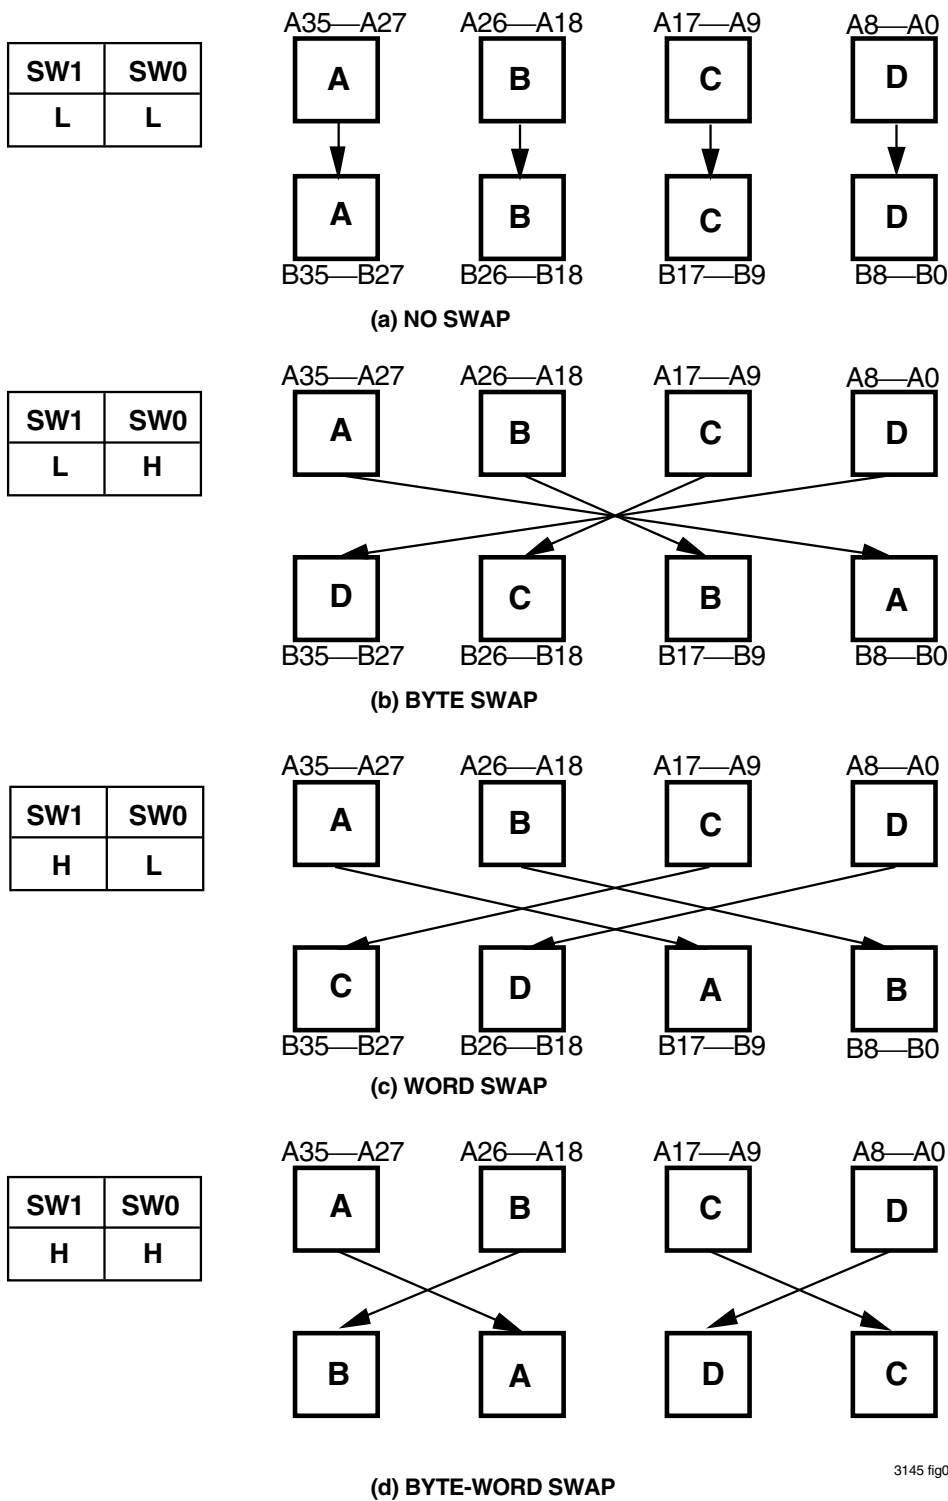 A35—A27 A26—A18 A17—A9 A8—A0
SW1 SW0
L L
A B C D
A B C D
B35—B27 B26—B18 B17—B9 B8—B0
(a) NO SWAP
A35—A27 A26—A18 A17—A9 A8—A0
SW1 SW0
L H
A B C D
D C B A
B35—B27 B26—B18 B17—B9 B8—B0
(b) BYTE SWAP
A35—A27 A26—A18 A17—A9 A8—A0
SW1 SW0
H L
A B C D
C D A B
B35—B27 B26—B18 B17—B9 B8—B0
(c) WORD SWAP
A35—A27 A26—A18 A17—A9 A8—A0
SW1 SW0
H H
A B C D
B A D C
3145 fig0
(d) BYTE-WORD SWAP